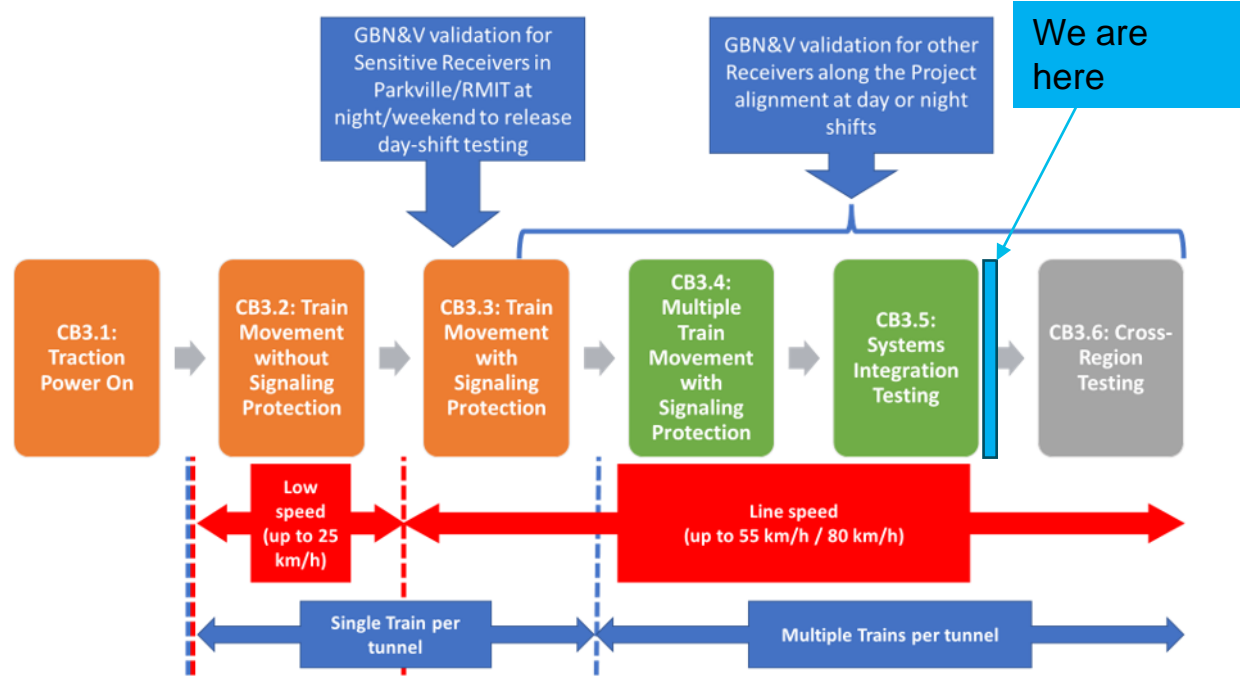 GBN&V validation for
Sensitive Receivers in
Parkville/RMIT at
night/weekend to release
day-shift testing
GBN&V validation for other
Receivers along the Project
alignment at day or night
shifts
We are
here
CB3.1:
Traction
Power On
CB3.2: Train
Movement
without
Signaling
Protection
CB3.3: Train
Movement
with
Signaling
Protection
CB3.4:
Multiple
Train
Movement
with
Signaling
Protection
CB3.5:
Systems
Integration
Testing
CB3.6: Cross-
Region
Testing
Low
speed
(up to 25
km/h)
Line speed
(up to 55 km/h / 80 km/h)
Single Train per
tunnel
Multiple Trains per tunnel